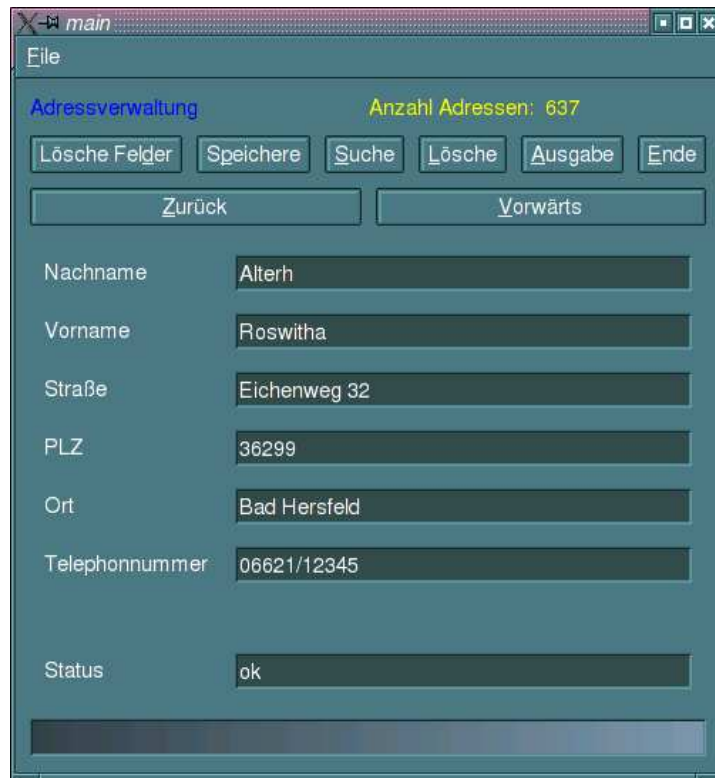 main
File
Adressverwaltung Anzahl Adressen: 637
Lösche Felder Speichere Suche Lösche Ausgabe Ende
Zurück Vorwärts
Nachname Alterh
Vorname Roswitha
Straße Eichenweg 32
PLZ 36299
Ort Bad Hersfeld
Telephonnummer 06621/12345
Status ok